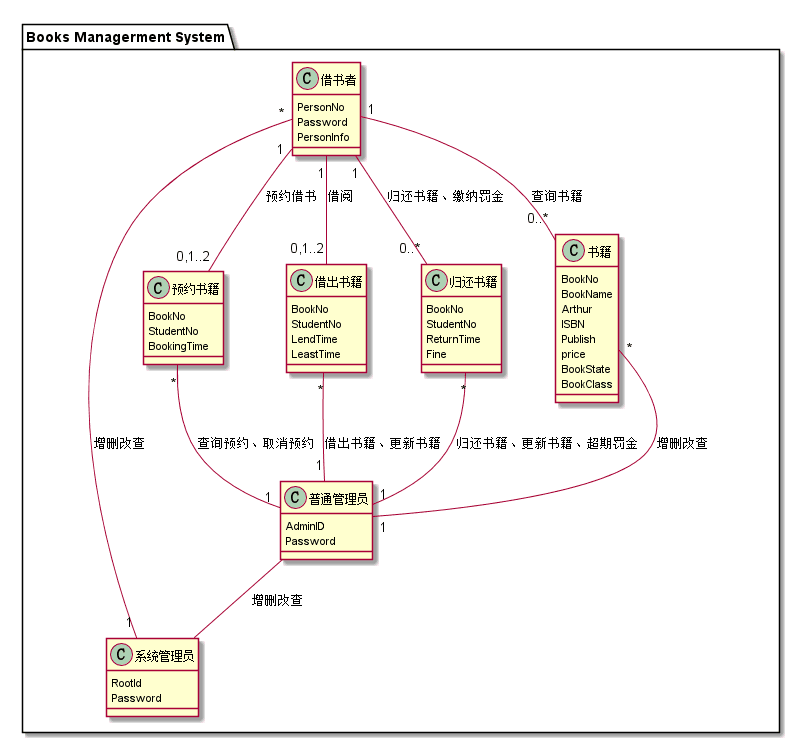 Books Managerment System
C 借书者
PersonNo
Password
PersonInfo
* 1
1 1 1
预约借书 借阅 归还书籍、缴纳罚金 查询书籍
0,1..2 0,1..2 0..* 0..*
C 书籍
BookNo
BookName
Arthur
ISBN
Publish
price
BookState
BookClass
C 预约书籍
BookNo
StudentNo
BookingTime
C 借出书籍
BookNo
StudentNo
LendTime
LeastTime
C 归还书籍
BookNo
StudentNo
ReturnTime
Fine
* * * *
增删改查 查询预约、取消预约 借出书籍、更新书籍 归还书籍、更新书籍、超期罚金 增删改查
1 1 1 1
C 普通管理员
AdminID
Password
增删改查
1
C 系统管理员
RootId
Password